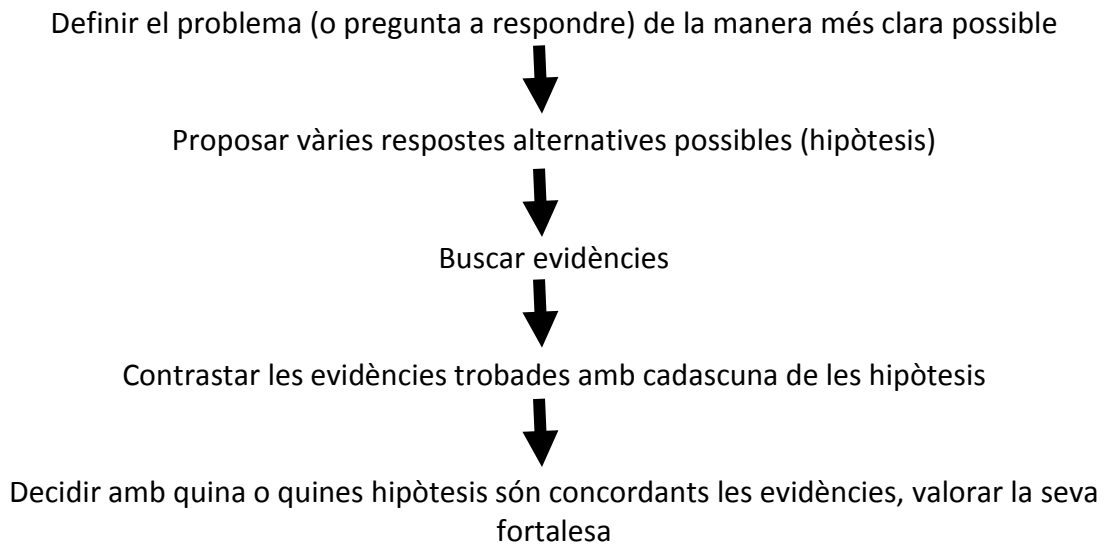 Definir el problema (o pregunta a respondre) de la manera més clara possible
Proposar vàries respostes alternatives possibles (hipòtesis)
Buscar evidències
Contrastar les evidències trobades amb cadascuna de les hipòtesis
Decidir amb quina o quines hipòtesis són concordants les evidències, valorar la seva
fortalesa